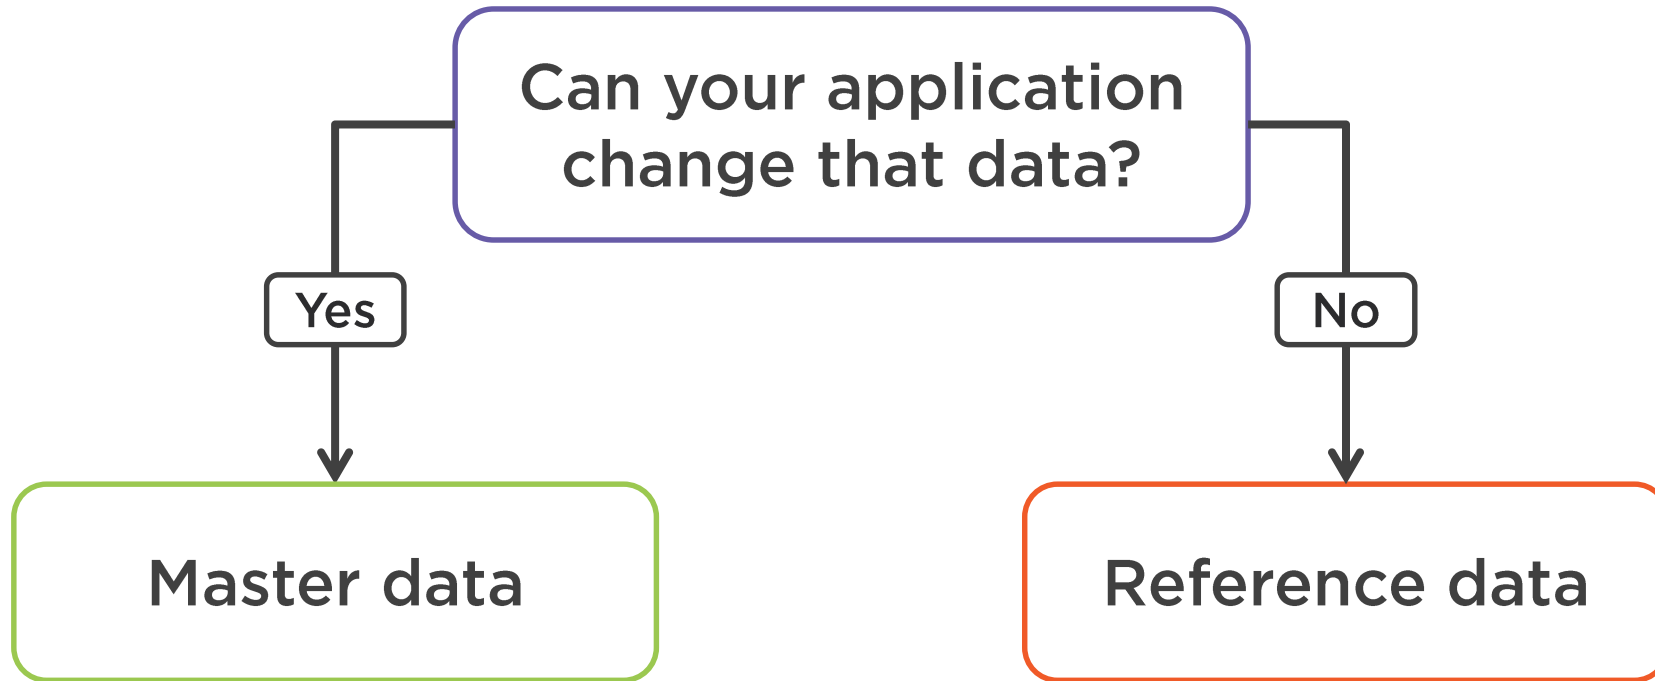 Can your application
change that data?
Yes
No
Master data
Reference data